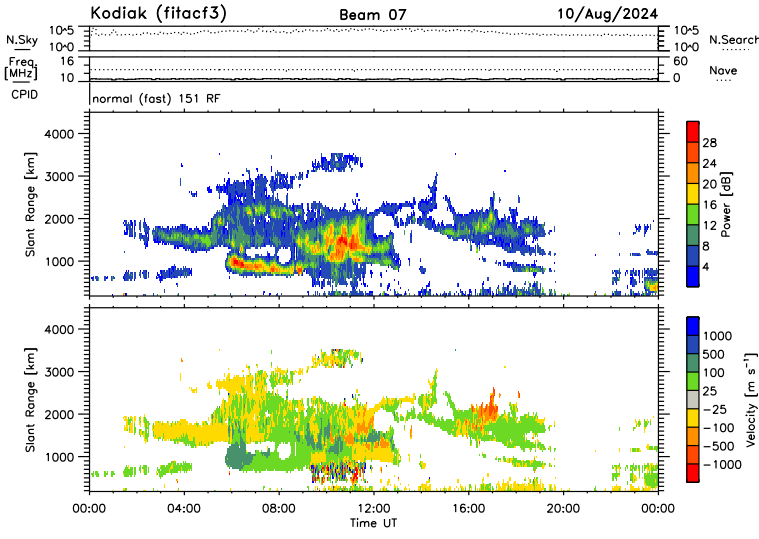 Kodiak (fitacf3) Beam 07 10/Aug/2024
N.Sky 10^5 10^5 N.Search
10^0 10^0
Freq. 16 60
[MHz] 10 0 Nave
CPID normal (fast) 151 RF
4000
3000
2000
1000
Slant Range [km]
28
24
20
16
12
8
4
Power [dB]
4000
3000
2000
1000
Slant Range [km]
1000
500
100
25
-25
-100
-500
-1000
Velocity [m s⁻¹]
00:00 04:00 08:00 12:00 16:00 20:00 00:00
Time UT